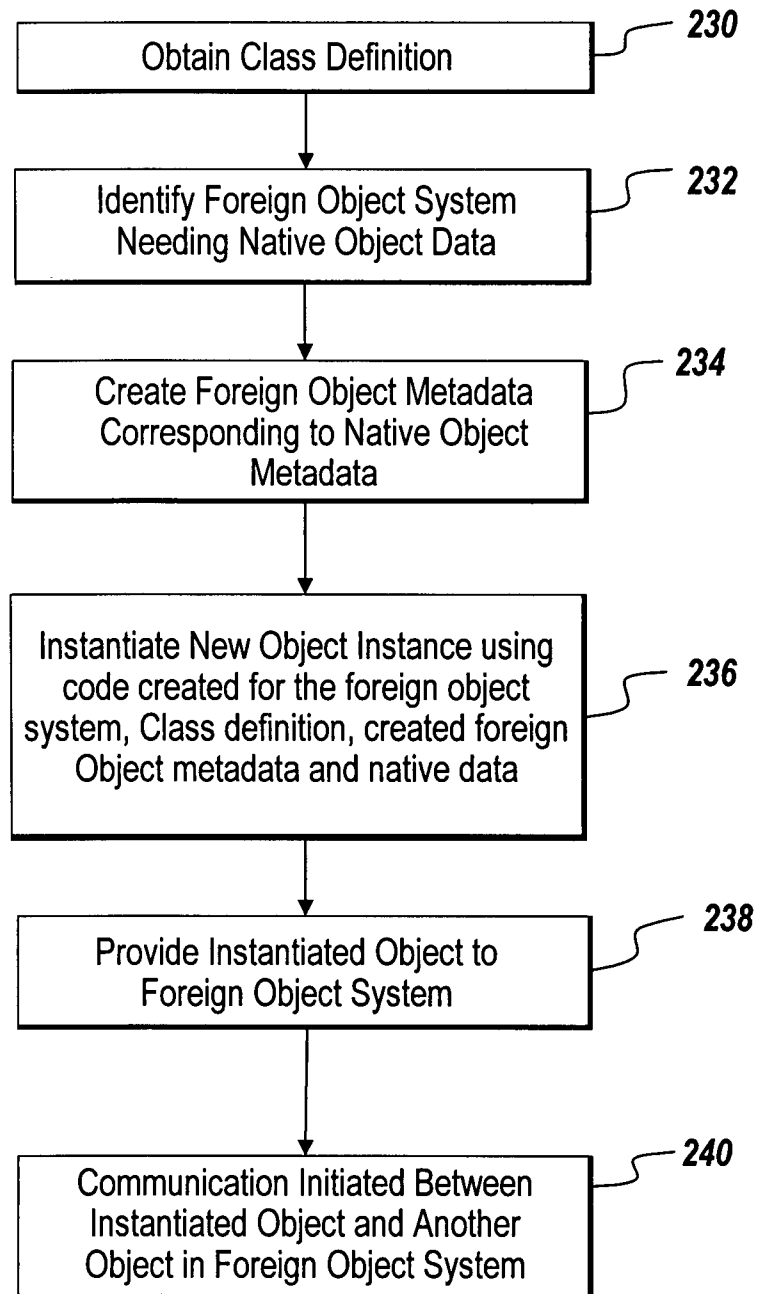 230
Obtain Class Definition
232
Identify Foreign Object System
Needing Native Object Data
234
Create Foreign Object Metadata
Corresponding to Native Object
Metadata
Instantiate New Object Instance using
code created for the foreign object
system, Class definition, created foreign
Object metadata and native data
236
238
Provide Instantiated Object to
Foreign Object System
240
Communication Initiated Between
Instantiated Object and Another
Object in Foreign Object System